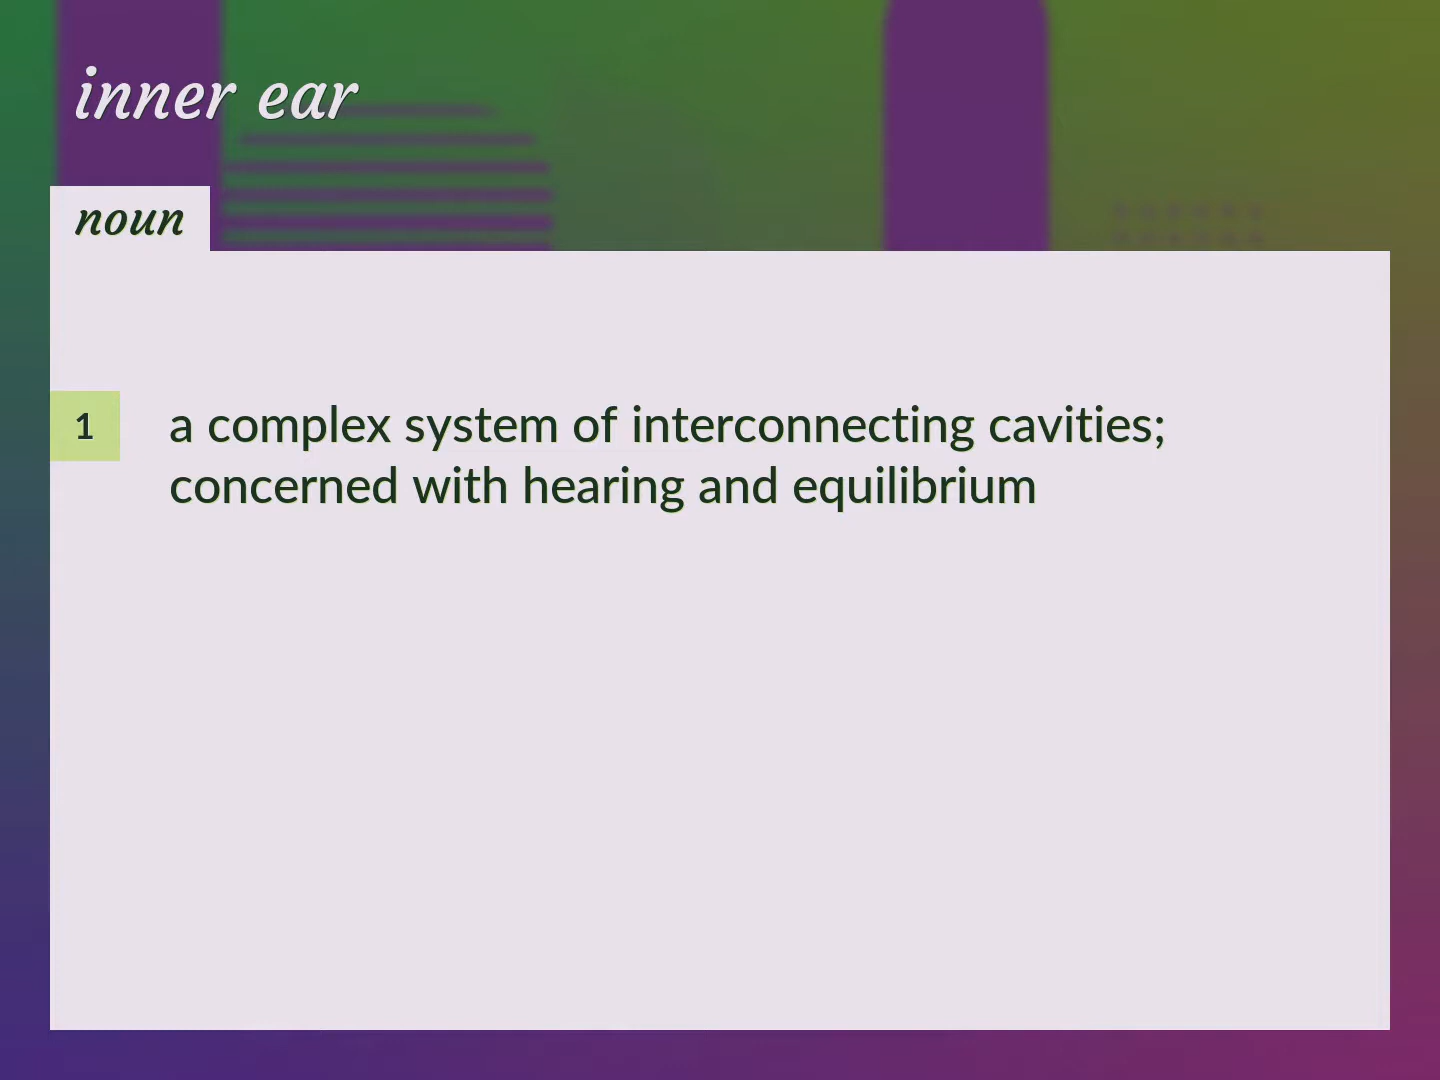 inner ear
noun
1 a complex system of interconnecting cavities;
concerned with hearing and equilibrium